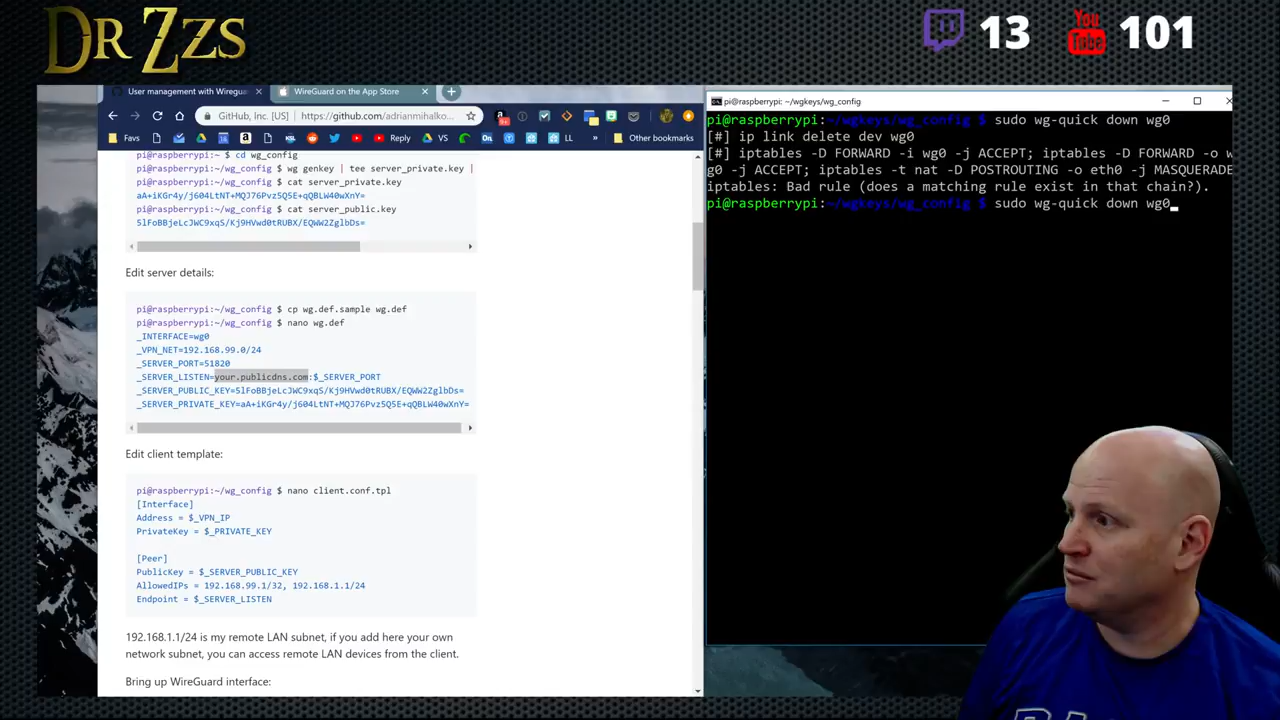 DR ZZS
13
You
Tube
101
User management with Wiregu
WireGuard on the App Store
GitHub, Inc. [US]
https://github.com/adrianmihalko...
Favs
VS
Reply
LL
Other bookmarks
pi@raspberrypi:~ $ cd wg_config
pi@raspberrypi:~/wg_config $ wg genkey | tee server_private.key |
pi@raspberrypi:~/wg_config $ cat server_private.key
aA+iKGr4y/j604LtNT+MQJ76Pvz5Q5E+qQBLW40wXnY=
pi@raspberrypi:~/wg_config $ cat server_public.key
5lFoBBjeLcJWC9xqS/Kj9HVwd0tRUBX/EQWW2ZglbDs=
Edit server details:
pi@raspberrypi:~/wg_config $ cp wg.def.sample wg.def
pi@raspberrypi:~/wg_config $ nano wg.def
_INTERFACE=wg0
_VPN_NET=192.168.99.0/24
_SERVER_PORT=51820
_SERVER_LISTEN=your.publicdns.com:$_SERVER_PORT
_SERVER_PUBLIC_KEY=5lFoBBjeLcJWC9xqS/Kj9HVwd0tRUBX/EQWW2ZglbDs=
_SERVER_PRIVATE_KEY=aA+iKGr4y/j604LtNT+MQJ76Pvz5Q5E+qQBLW40wXnY=
Edit client template:
pi@raspberrypi:~/wg_config $ nano client.conf.tpl
[Interface]
Address = $_VPN_IP
PrivateKey = $_PRIVATE_KEY
[Peer]
PublicKey = $_SERVER_PUBLIC_KEY
AllowedIPs = 192.168.99.1/32, 192.168.1.1/24
Endpoint = $_SERVER_LISTEN
192.168.1.1/24 is my remote LAN subnet, if you add here your own
network subnet, you can access remote LAN devices from the client.
Bring up WireGuard interface:
pi@raspberrypi: ~/wgkeys/wg_config
pi@raspberrypi:~/wgkeys/wg_config $ sudo wg-quick down wg0
[#] ip link delete dev wg0
[#] iptables -D FORWARD -i wg0 -j ACCEPT; iptables -D FORWARD -o w
g0 -j ACCEPT; iptables -t nat -D POSTROUTING -o eth0 -j MASQUERADE
iptables: Bad rule (does a matching rule exist in that chain?).
pi@raspberrypi:~/wgkeys/wg_config $ sudo wg-quick down wg0